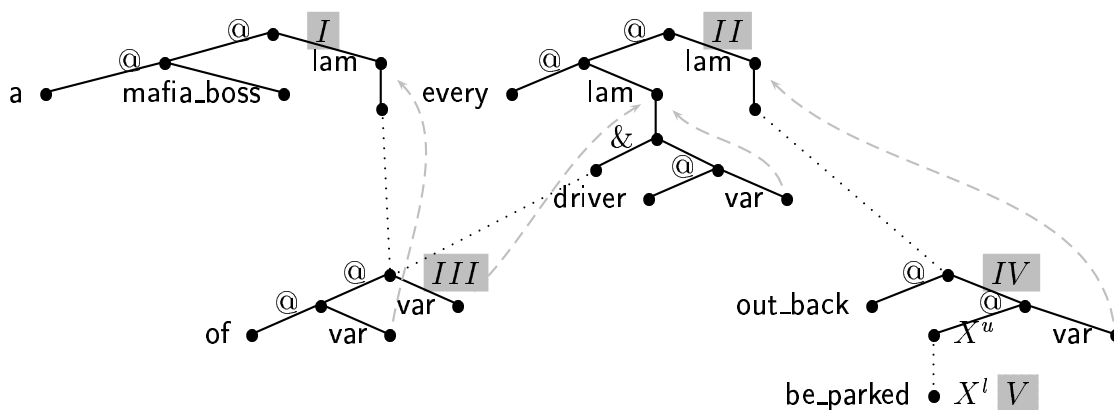 @ I @ II
@ lam @ lam
a mafia_boss every lam
&
@
driver var
@ III @ IV
@ var out_back @
of var X^u var
be_parked X^l V